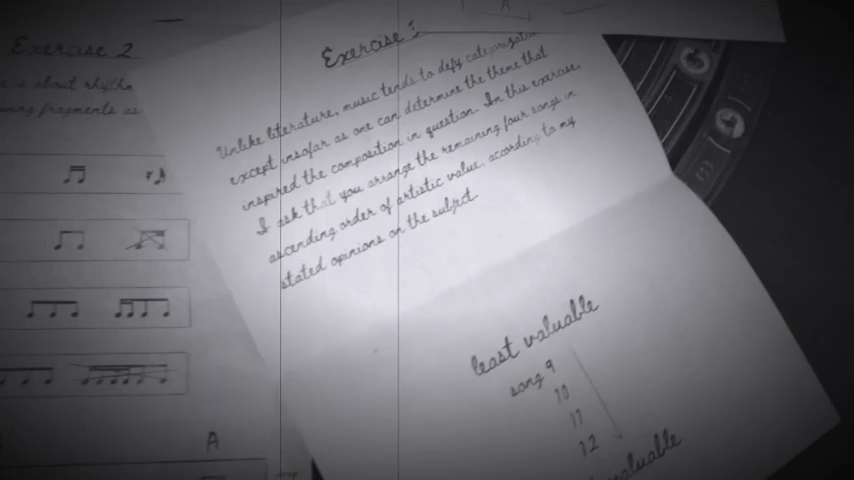 Exercise 2
is about rhythm
fragments as
A
Exercise
Unlike literature, music tends to defy categorization
except insofar as one can determine the theme that
inspired the composition in question. In this exercise,
I ask that you arrange the remaining four songs in
ascending order of artistic value, according to my
stated opinions on the subject
least valuable
song 9
10
11
12
valuable
A